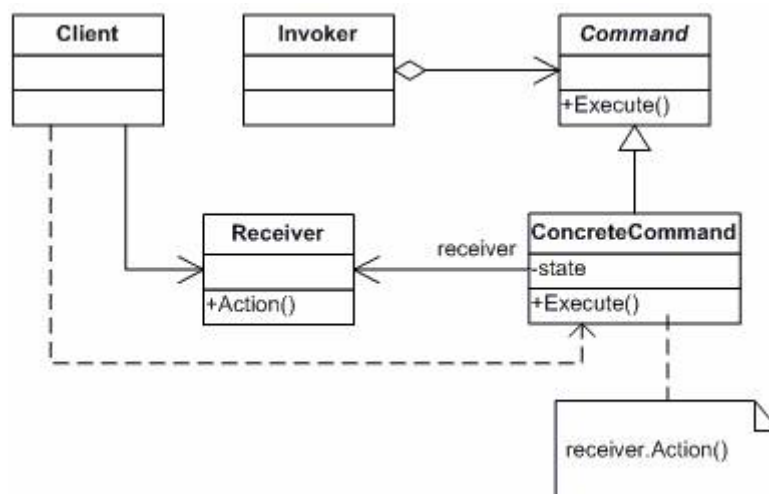 Client
Invoker
Command
+Execute()
Receiver
+Action()
receiver
ConcreteCommand
-state
+Execute()
receiver.Action()